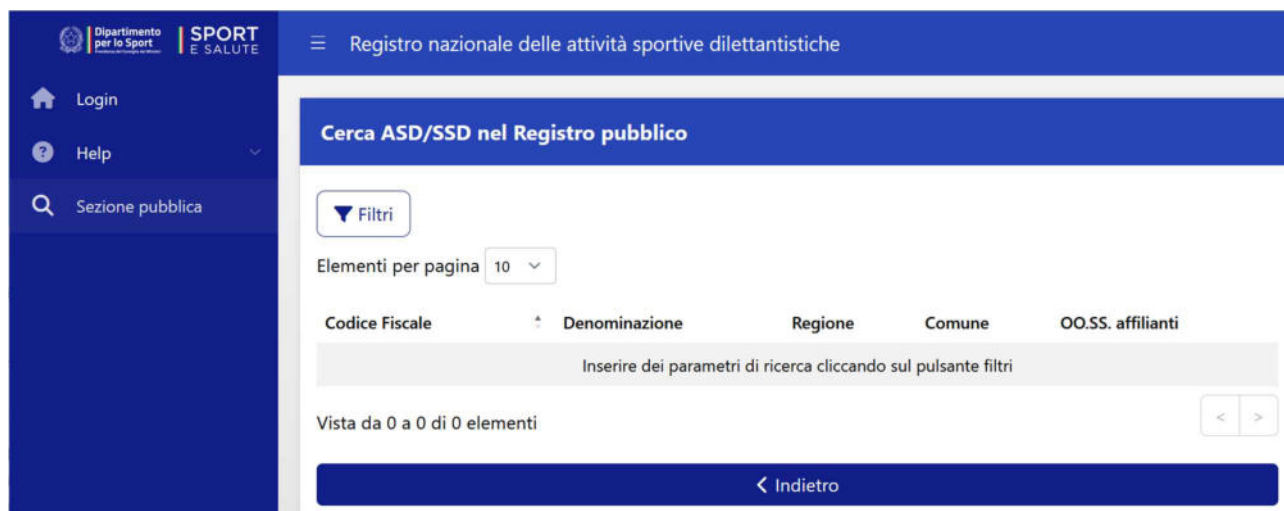 Dipartimento
per lo Sport
SPORT
E SALUTE
Registro nazionale delle attività sportive dilettantistiche
Login
Help
Sezione pubblica
Cerca ASD/SSD nel Registro pubblico
Filtri
Elementi per pagina 10
Codice Fiscale Denominazione Regione Comune OO.SS. affilianti
Inserire dei parametri di ricerca cliccando sul pulsante filtri
Vista da 0 a 0 di 0 elementi
< >
Indietro